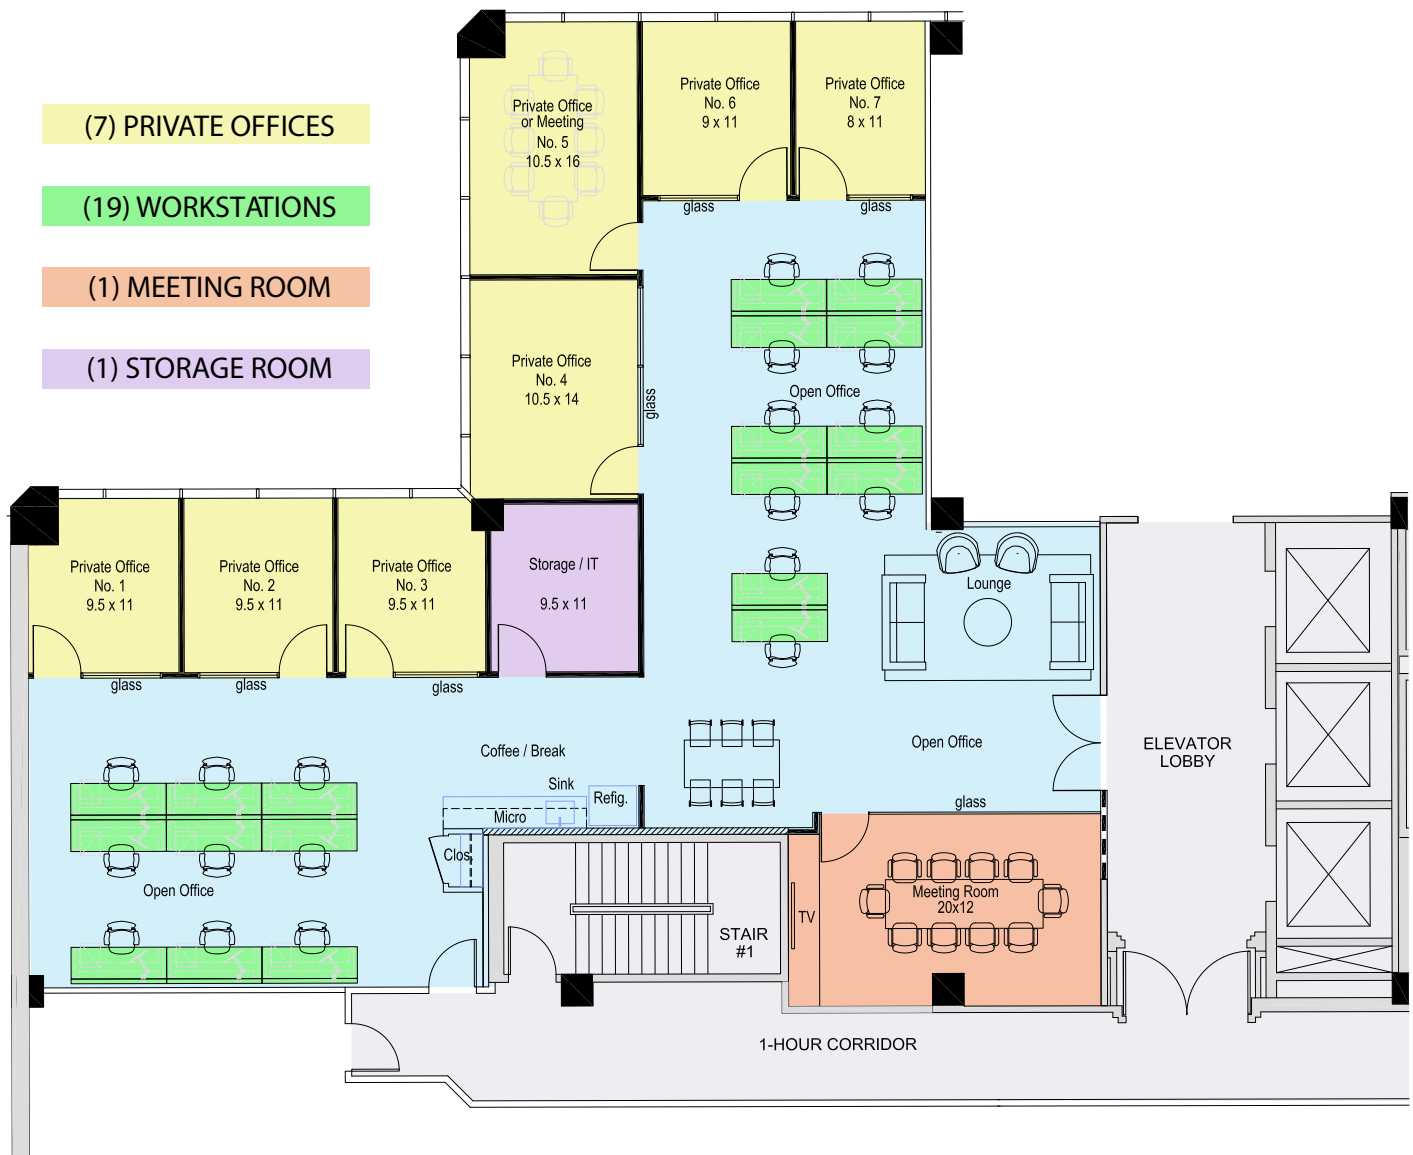 (7) PRIVATE OFFICES
(19) WORKSTATIONS
(1) MEETING ROOM
(1) STORAGE ROOM
Private Office
or Meeting
No. 5
10.5 x 16
Private Office
No. 6
9 x 11
Private Office
No. 7
8 x 11
glass
glass
Private Office
No. 4
10.5 x 14
glass
Open Office
Private Office
No. 1
9.5 x 11
Private Office
No. 2
9.5 x 11
Private Office
No. 3
9.5 x 11
Storage / IT
9.5 x 11
Lounge
glass
glass
glass
Coffee / Break
Open Office
ELEVATOR
LOBBY
Sink
Refig.
Micro
glass
Clos.
Open Office
Meeting Room
20x12
TV
STAIR
#1
1-HOUR CORRIDOR